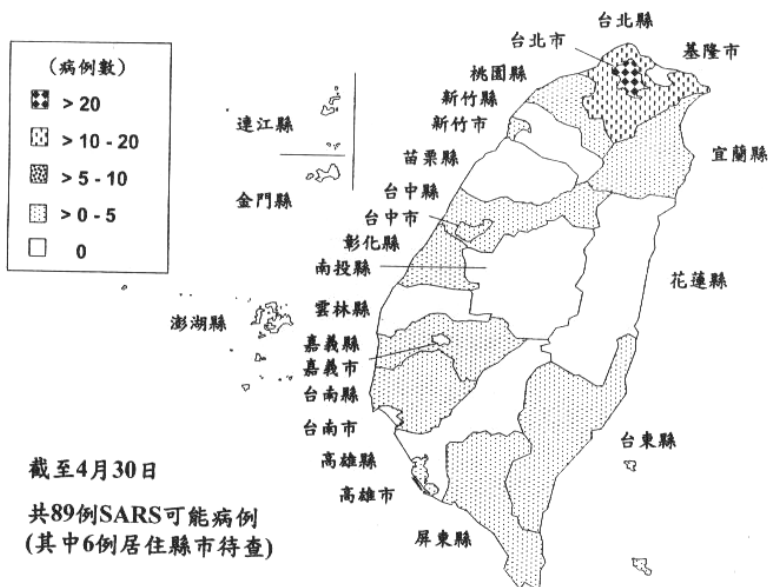 (病例數)
> 20
> 10 - 20
> 5 - 10
> 0 - 5
0
台北縣
台北市
基隆市
桃園縣
新竹縣
新竹市
連江縣
苗栗縣
宜蘭縣
金門縣
台中縣
台中市
彰化縣
南投縣
花蓮縣
雲林縣
澎湖縣
嘉義縣
嘉義市
台南縣
台南市
台東縣
高雄縣
高雄市
屏東縣
截至4月30日
共89例SARS可能病例
(其中6例居住縣市待查)